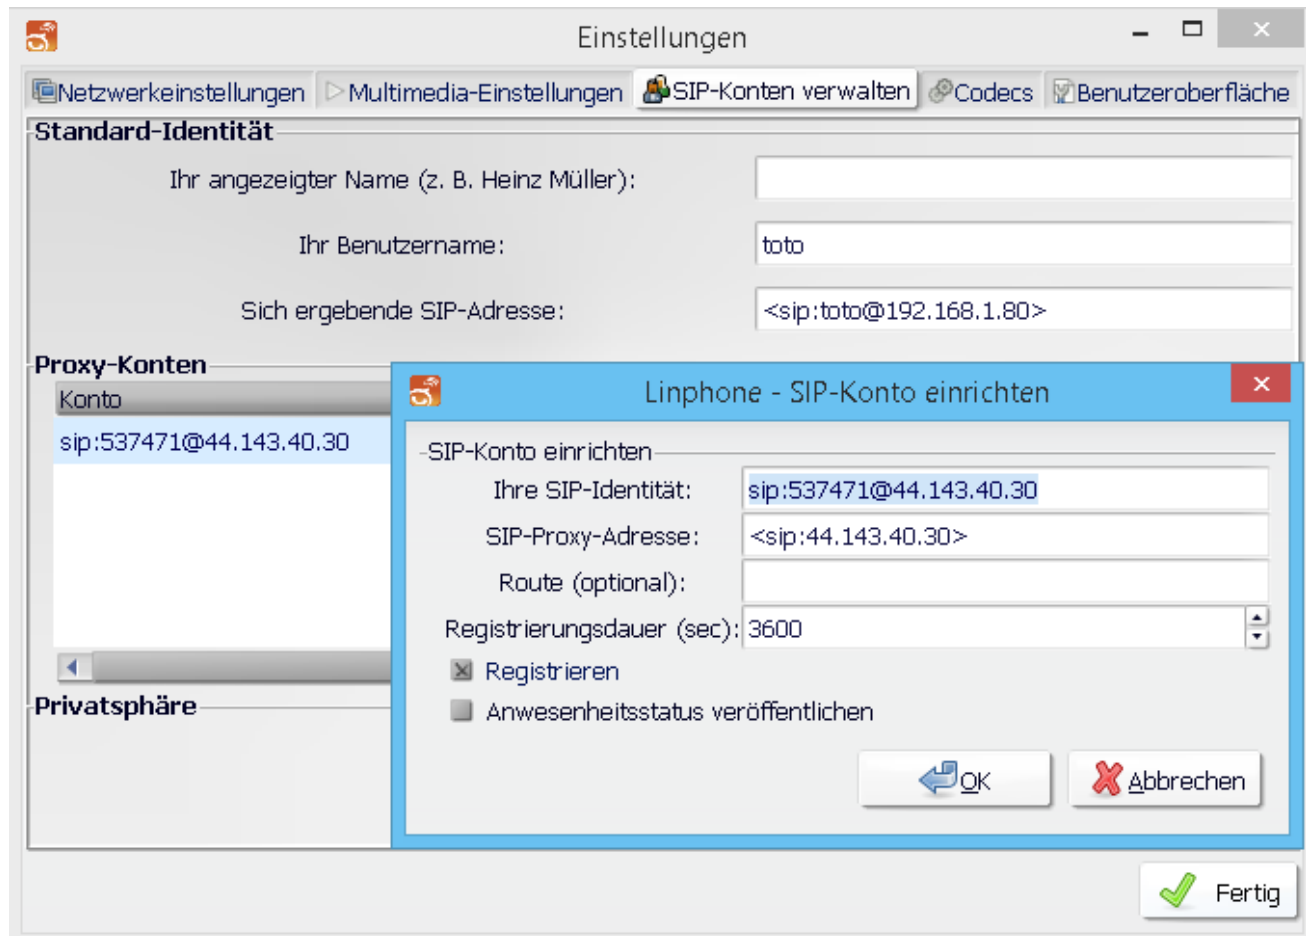 Einstellungen
Netzwerkeinstellungen Multimedia-Einstellungen SIP-Konten verwalten Codecs Benutzeroberfläche
Standard-Identität
Ihr angezeigter Name (z. B. Heinz Müller):
Ihr Benutzername: toto
Sich ergebende SIP-Adresse: <sip:toto@192.168.1.80>
Proxy-Konten
Konto
sip:537471@44.143.40.30
Privatsphäre
Linphone - SIP-Konto einrichten
SIP-Konto einrichten
Ihre SIP-Identität: sip:537471@44.143.40.30
SIP-Proxy-Adresse: <sip:44.143.40.30>
Route (optional):
Registrierungsdauer (sec): 3600
Registrieren
Anwesenheitsstatus veröffentlichen
OK Abbrechen
Fertig